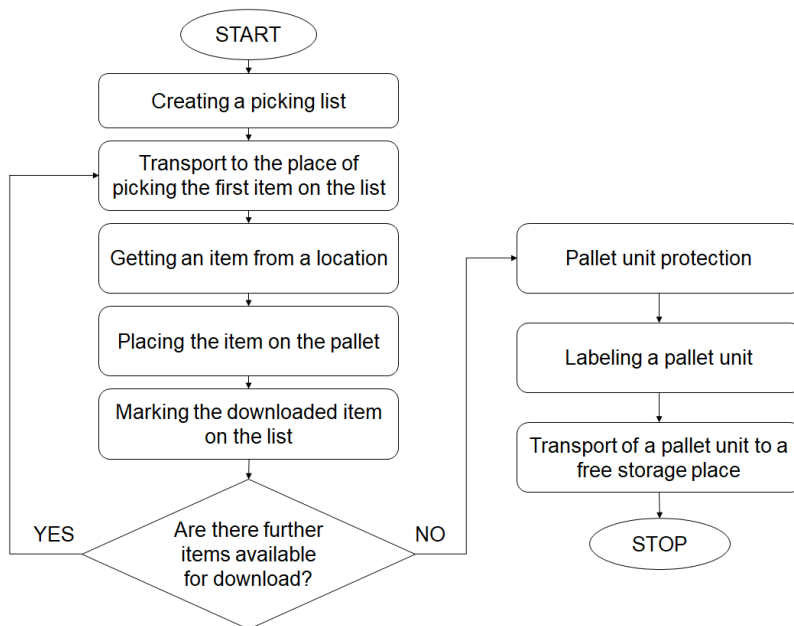 START
Creating a picking list
Transport to the place of
picking the first item on the list
Getting an item from a location
Placing the item on the pallet
Marking the downloaded item
on the list
Are there further
items available
for download?
YES
NO
Pallet unit protection
Labeling a pallet unit
Transport of a pallet unit to a
free storage place
STOP